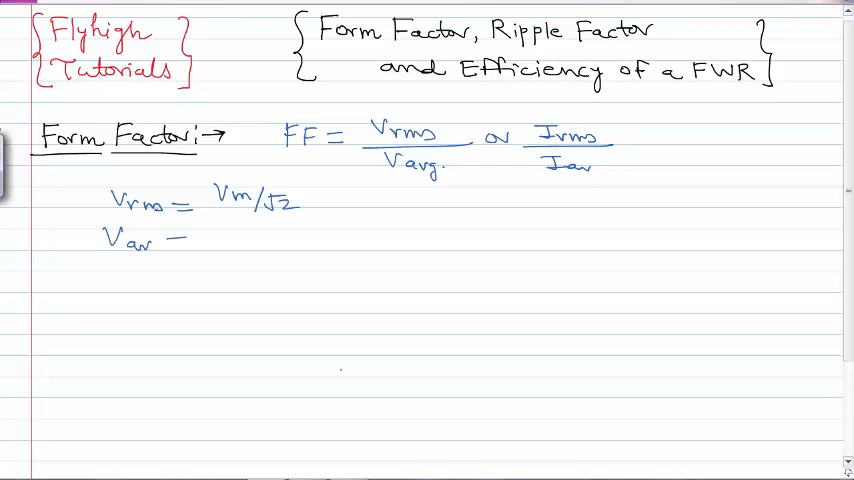 Flyhigh
Tutorials
Form Factor, Ripple Factor
and Efficiency of a FWR
Form Factor:→ FF = Vrms / Vavg. or Irms / Iav
Vrms = Vm/√2
Vav =